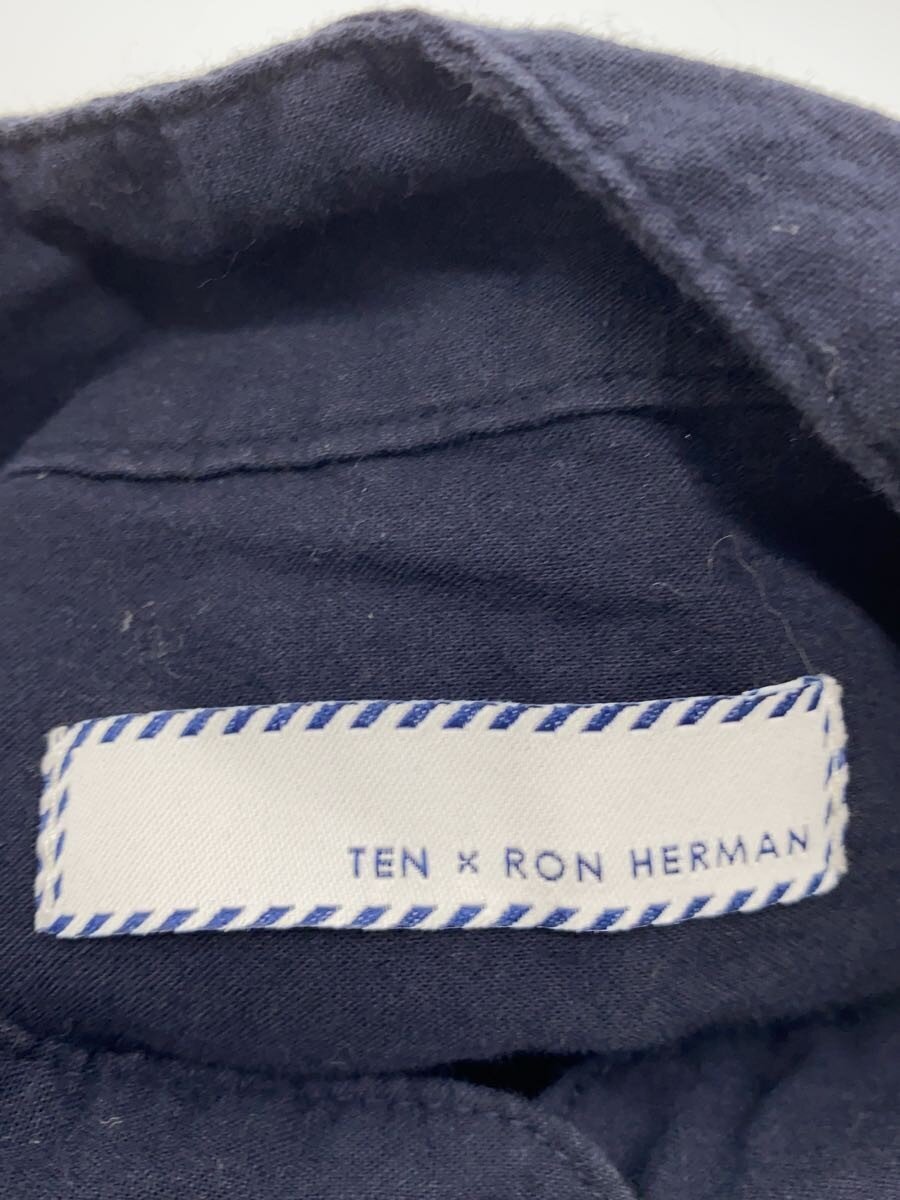 TEN × RON HERMAN